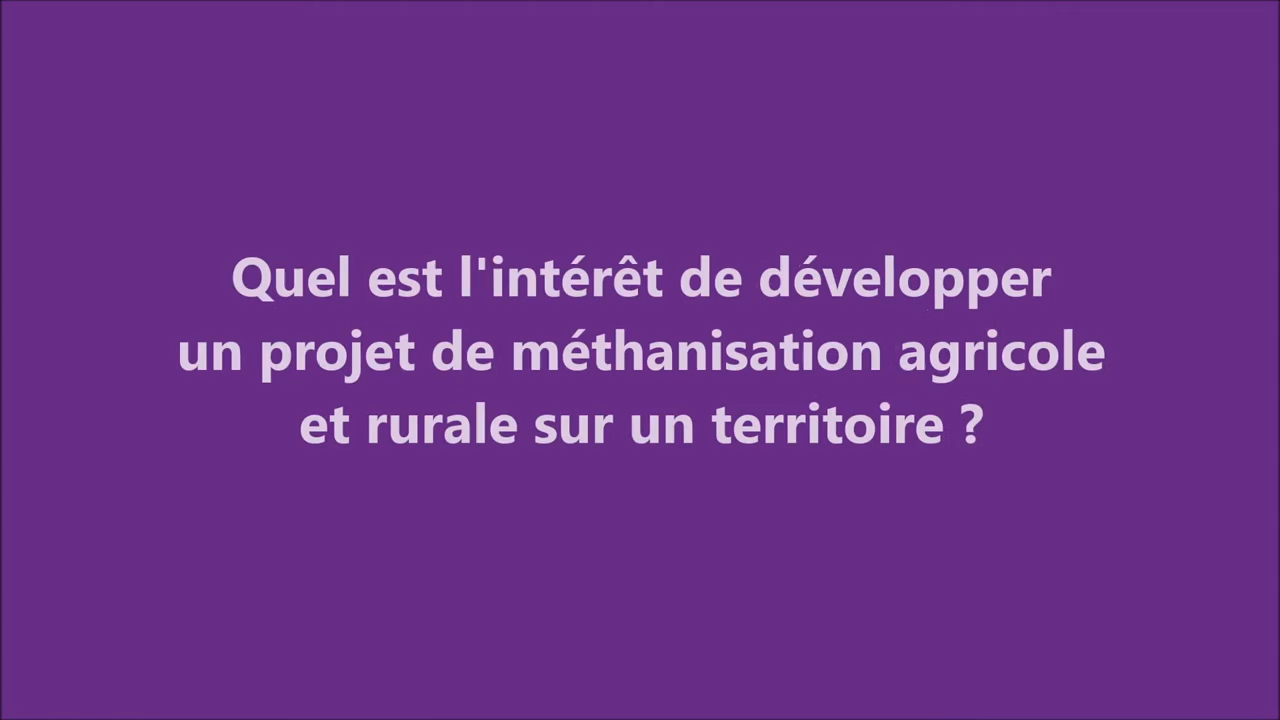 Quel est l'intérêt de développer
un projet de méthanisation agricole
et rurale sur un territoire ?